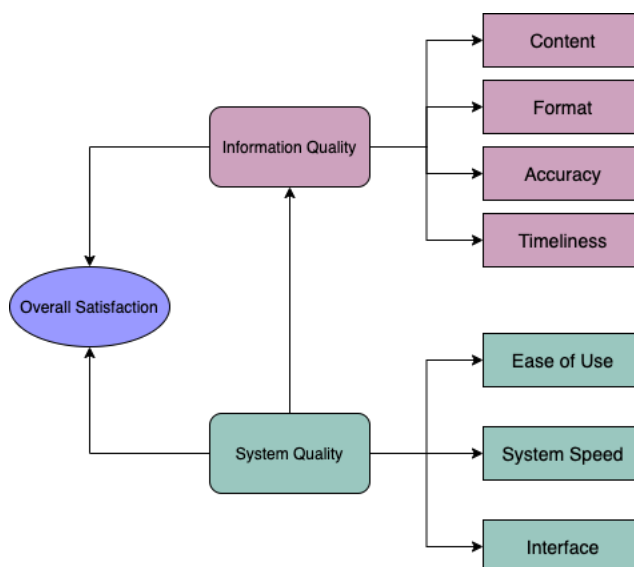 Content
Format
Information Quality
Accuracy
Timeliness
Overall Satisfaction
Ease of Use
System Quality
System Speed
Interface